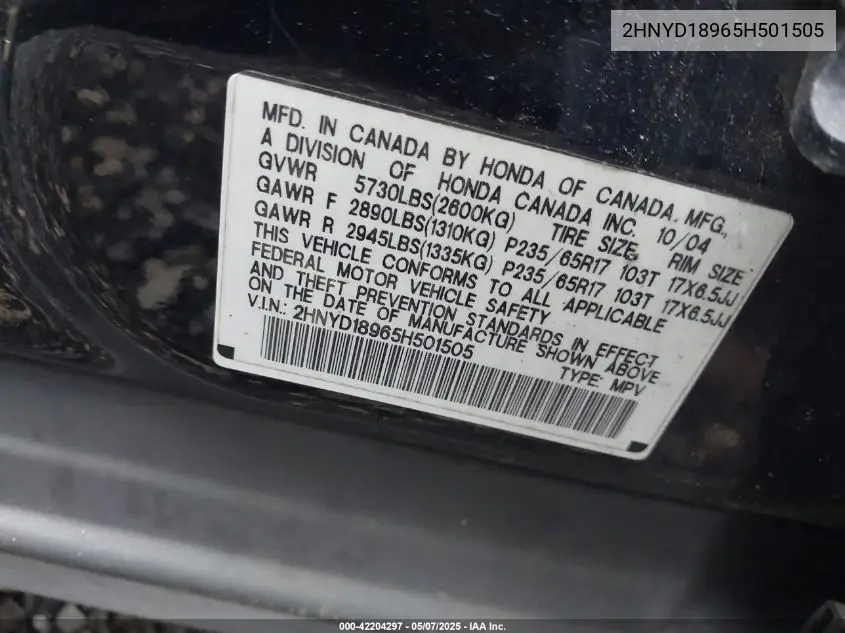 2HNYD18965H501505
MFD. IN CANADA BY HONDA OF CANADA MFG.,
A DIVISION OF HONDA CANADA INC. 10/04
GVWR 5730LBS(2600KG) TIRE SIZE RIM SIZE
GAWR F 2890LBS(1310KG) P235/65R17 103T 17X6.5JJ
GAWR R 2945LBS(1335KG) P235/65R17 103T 17X6.5JJ
THIS VEHICLE CONFORMS TO ALL APPLICABLE
FEDERAL MOTOR VEHICLE SAFETY
AND THEFT PREVENTION STANDARDS IN EFFECT
ON THE DATE OF MANUFACTURE SHOWN ABOVE
V.I.N.: 2HNYD18965H501505 TYPE: MPV
000-42204297 - 05/07/2025 - IAA Inc.